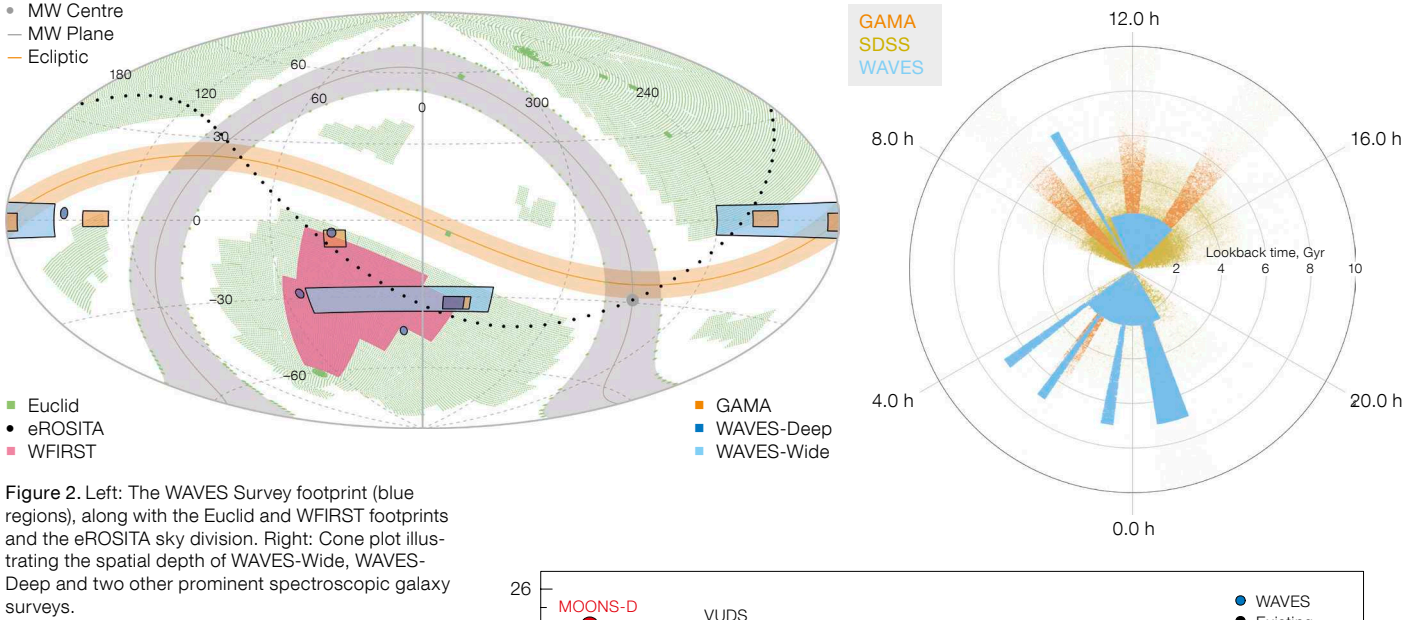 MW Centre
MW Plane
Ecliptic
180
120
60
60
30
0
300
240
0
−30
−60
Euclid
eROSITA
WFIRST
GAMA
WAVES-Deep
WAVES-Wide
GAMA
SDSS
WAVES
12.0 h
8.0 h
16.0 h
Lookback time, Gyr
2 4 6 8 10
4.0 h
20.0 h
0.0 h
Figure 2. Left: The WAVES Survey footprint (blue
regions), along with the Euclid and WFIRST footprints
and the eROSITA sky division. Right: Cone plot illus-
trating the spatial depth of WAVES-Wide, WAVES-
Deep and two other prominent spectroscopic galaxy
surveys.
26
MOONS-D
VUDS
WAVES
Existing